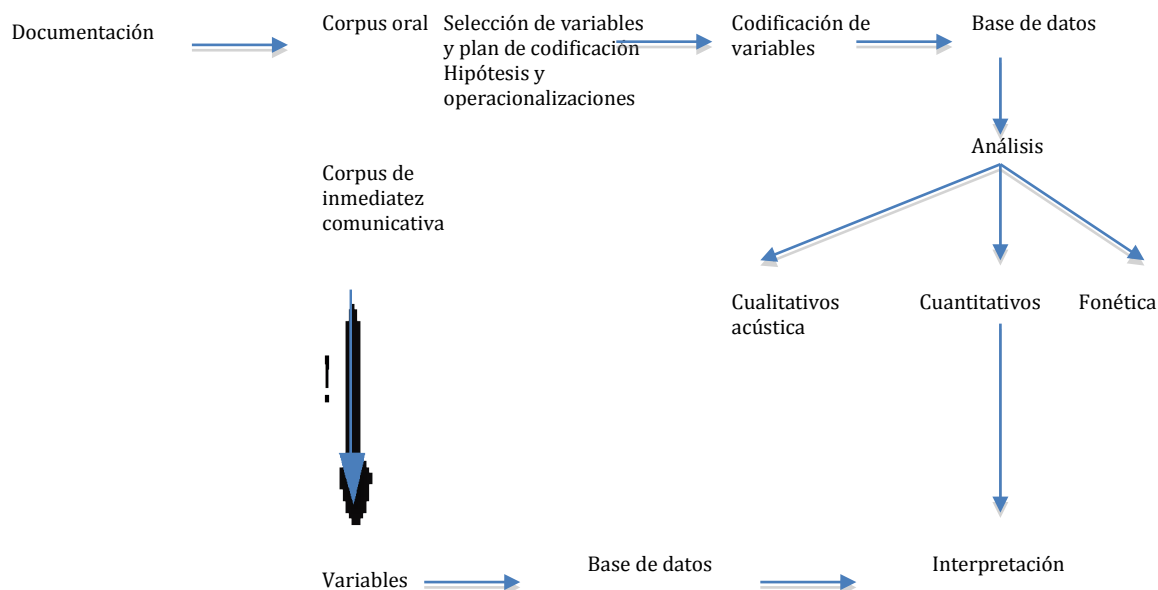 Documentación
Corpus oral
Selección de variables
y plan de codificación
Hipótesis y
operacionalizaciones
Codificación de
variables
Base de datos
Análisis
Corpus de
inmediatez
comunicativa
Cualitativos
acústica
Cuantitativos
Fonética
!
Variables
Base de datos
Interpretación